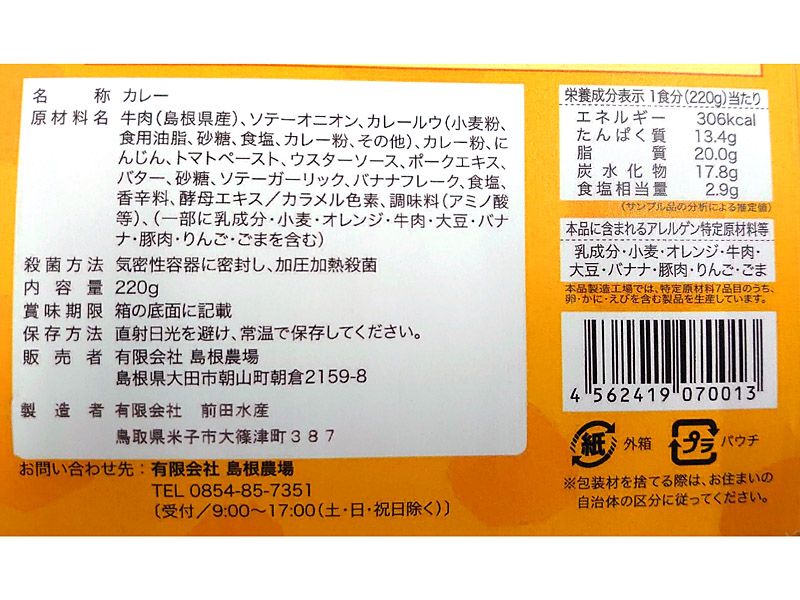 名称 カレー
原材料名 牛肉(島根県産)、ソテーオニオン、カレールウ(小麦粉、
食用油脂、砂糖、食塩、カレー粉、その他)、カレー粉、に
んじん、トマトペースト、ウスターソース、ポークエキス、
バター、砂糖、ソテーガーリック、バナナフレーク、食塩、
香辛料、酵母エキス/カラメル色素、調味料(アミノ酸
等)、(一部に乳成分・小麦・オレンジ・牛肉・大豆・バナ
ナ・豚肉・りんご・ごまを含む)
殺菌方法 気密性容器に密封し、加圧加熱殺菌
内容量 220g
賞味期限 箱の底面に記載
保存方法 直射日光を避け、常温で保存してください。
販売者 有限会社 島根農場
島根県大田市朝山町朝倉2159-8
製造者 有限会社 前田水産
鳥取県米子市大篠津町387
お問い合わせ先:有限会社 島根農場
TEL 0854-85-7351
〔受付/9:00〜17:00(土・日・祝日除く)〕
栄養成分表示 1食分(220g)当たり
エネルギー 306kcal
たんぱく質 13.4g
脂質 20.0g
炭水化物 17.8g
食塩相当量 2.9g
(サンプル品の分析による推定値)
本品に含まれるアレルゲン特定原材料等
乳成分・小麦・オレンジ・牛肉・
大豆・バナナ・豚肉・りんご・ごま
本品製造工場では、特定原材料7品目のうち、
卵・かに・えびを含む製品を生産しています。
4 562419 070013
紙 外箱 プラ パウチ
※包装材を捨てる際は、お住まいの
自治体の区分に従ってください。